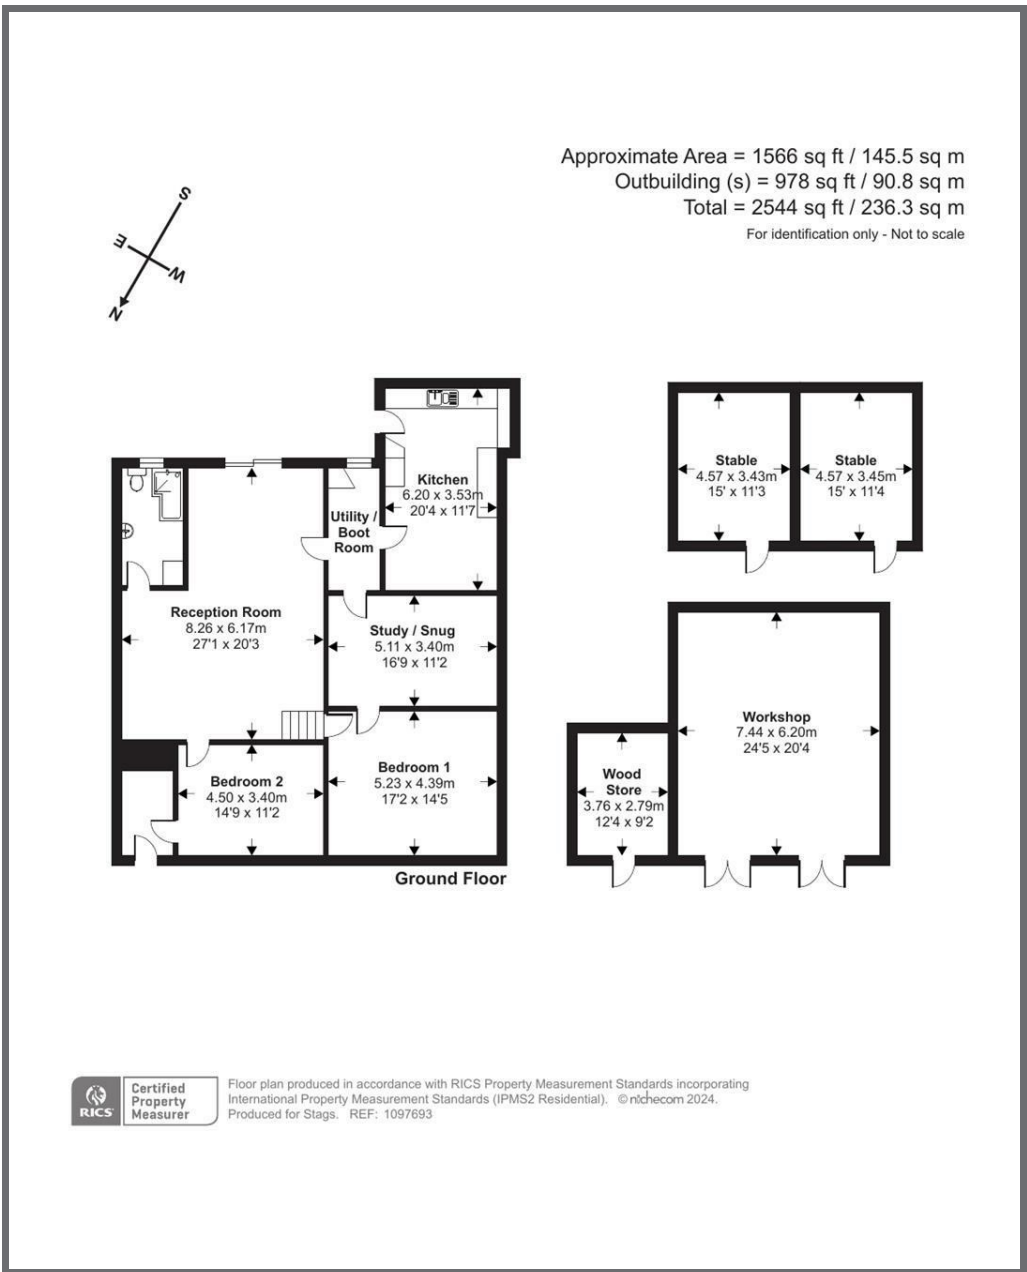 Approximate Area = 1566 sq ft / 145.5 sq m
Outbuilding (s) = 978 sq ft / 90.8 sq m
Total = 2544 sq ft / 236.3 sq m
For identification only - Not to scale
S
E
W
N
Kitchen
6.20 x 3.53m
20'4 x 11'7
Utility /
Boot
Room
Reception Room
8.26 x 6.17m
27'1 x 20'3
Study / Snug
5.11 x 3.40m
16'9 x 11'2
Bedroom 2
4.50 x 3.40m
14'9 x 11'2
Bedroom 1
5.23 x 4.39m
17'2 x 14'5
Ground Floor
Stable
4.57 x 3.43m
15' x 11'3
Stable
4.57 x 3.45m
15' x 11'4
Workshop
7.44 x 6.20m
24'5 x 20'4
Wood
Store
3.76 x 2.79m
12'4 x 9'2
RICS
Certified
Property
Measurer
Floor plan produced in accordance with RICS Property Measurement Standards incorporating
International Property Measurement Standards (IPMS2 Residential). © nichecom 2024.
Produced for Stags. REF: 1097693